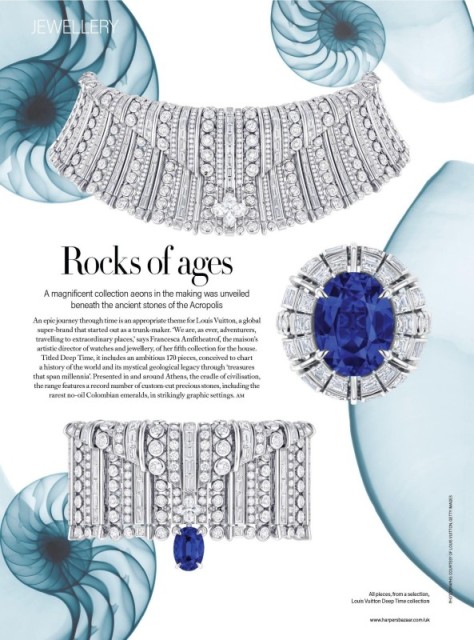 JEWELLERY
Rocks of ages
A magnificent collection aeons in the making was unveiled
beneath the ancient stones of the Acropolis
An epic journey through time is an appropriate theme for Louis Vuitton, a global
super-brand that started out as a trunk-maker. ‘We are, as ever, adventurers,
travelling to extraordinary places,’ says Francesca Amfitheatrof, the maison’s
artistic director of watches and jewellery, of her fifth collection for the house.
Titled Deep Time, it includes an ambitious 170 pieces, conceived to chart
a history of the world and its mystical geological legacy through ‘treasures
that span millennia’. Presented in and around Athens, the cradle of civilisation,
the range features a record number of custom-cut precious stones, including the
rarest no-oil Colombian emeralds, in strikingly graphic settings. AM
COURTESY OF LOUIS VUITTON, GETTY IMAGES
All pieces, from a selection,
Louis Vuitton Deep Time collection
www.harpersbazaar.com/uk